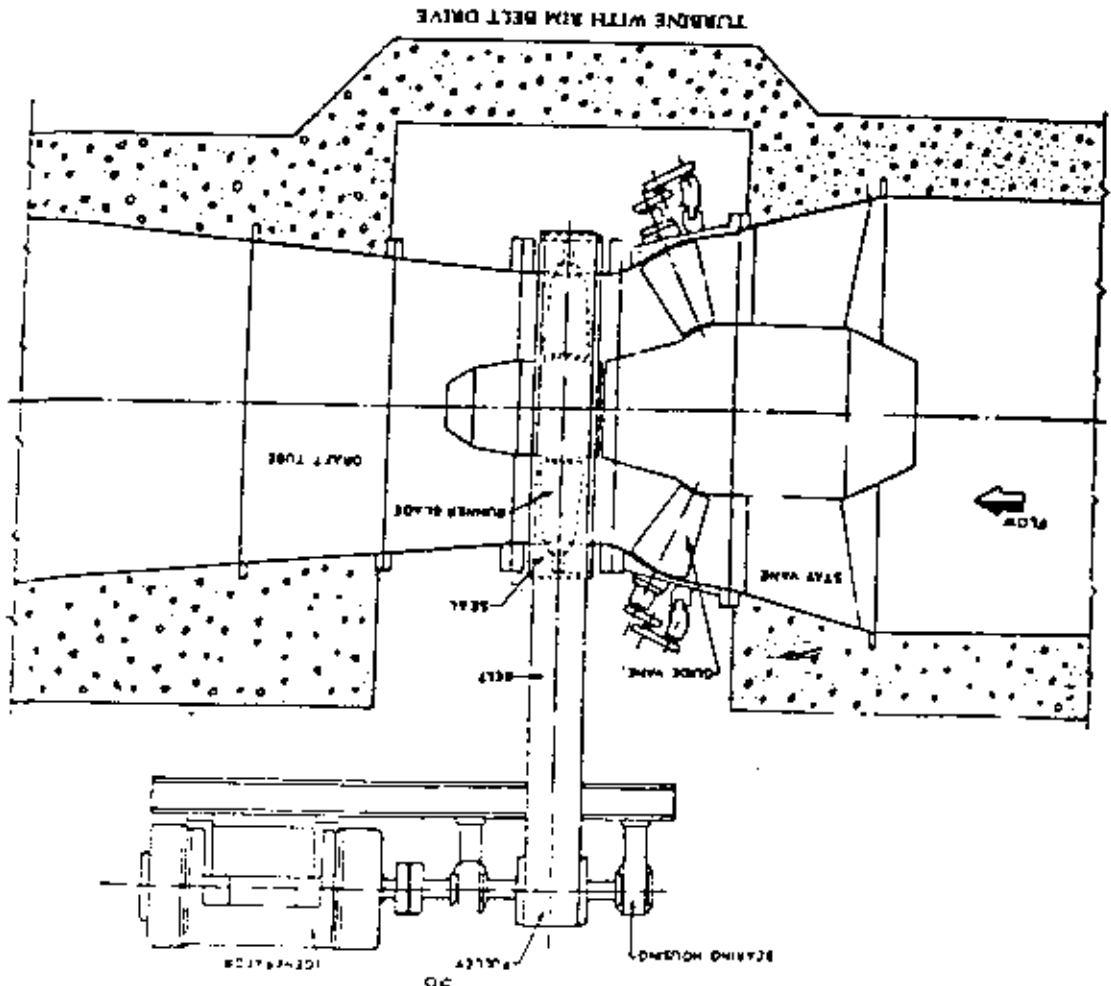 BEARING HOUSING
PULLEY
GENERATOR
GUIDE VANE
BELT
SEAL
STAY VANE
FLOW
RUNNER BLADE
DRAFT TUBE
TURBINE WITH RIM BELT DRIVE